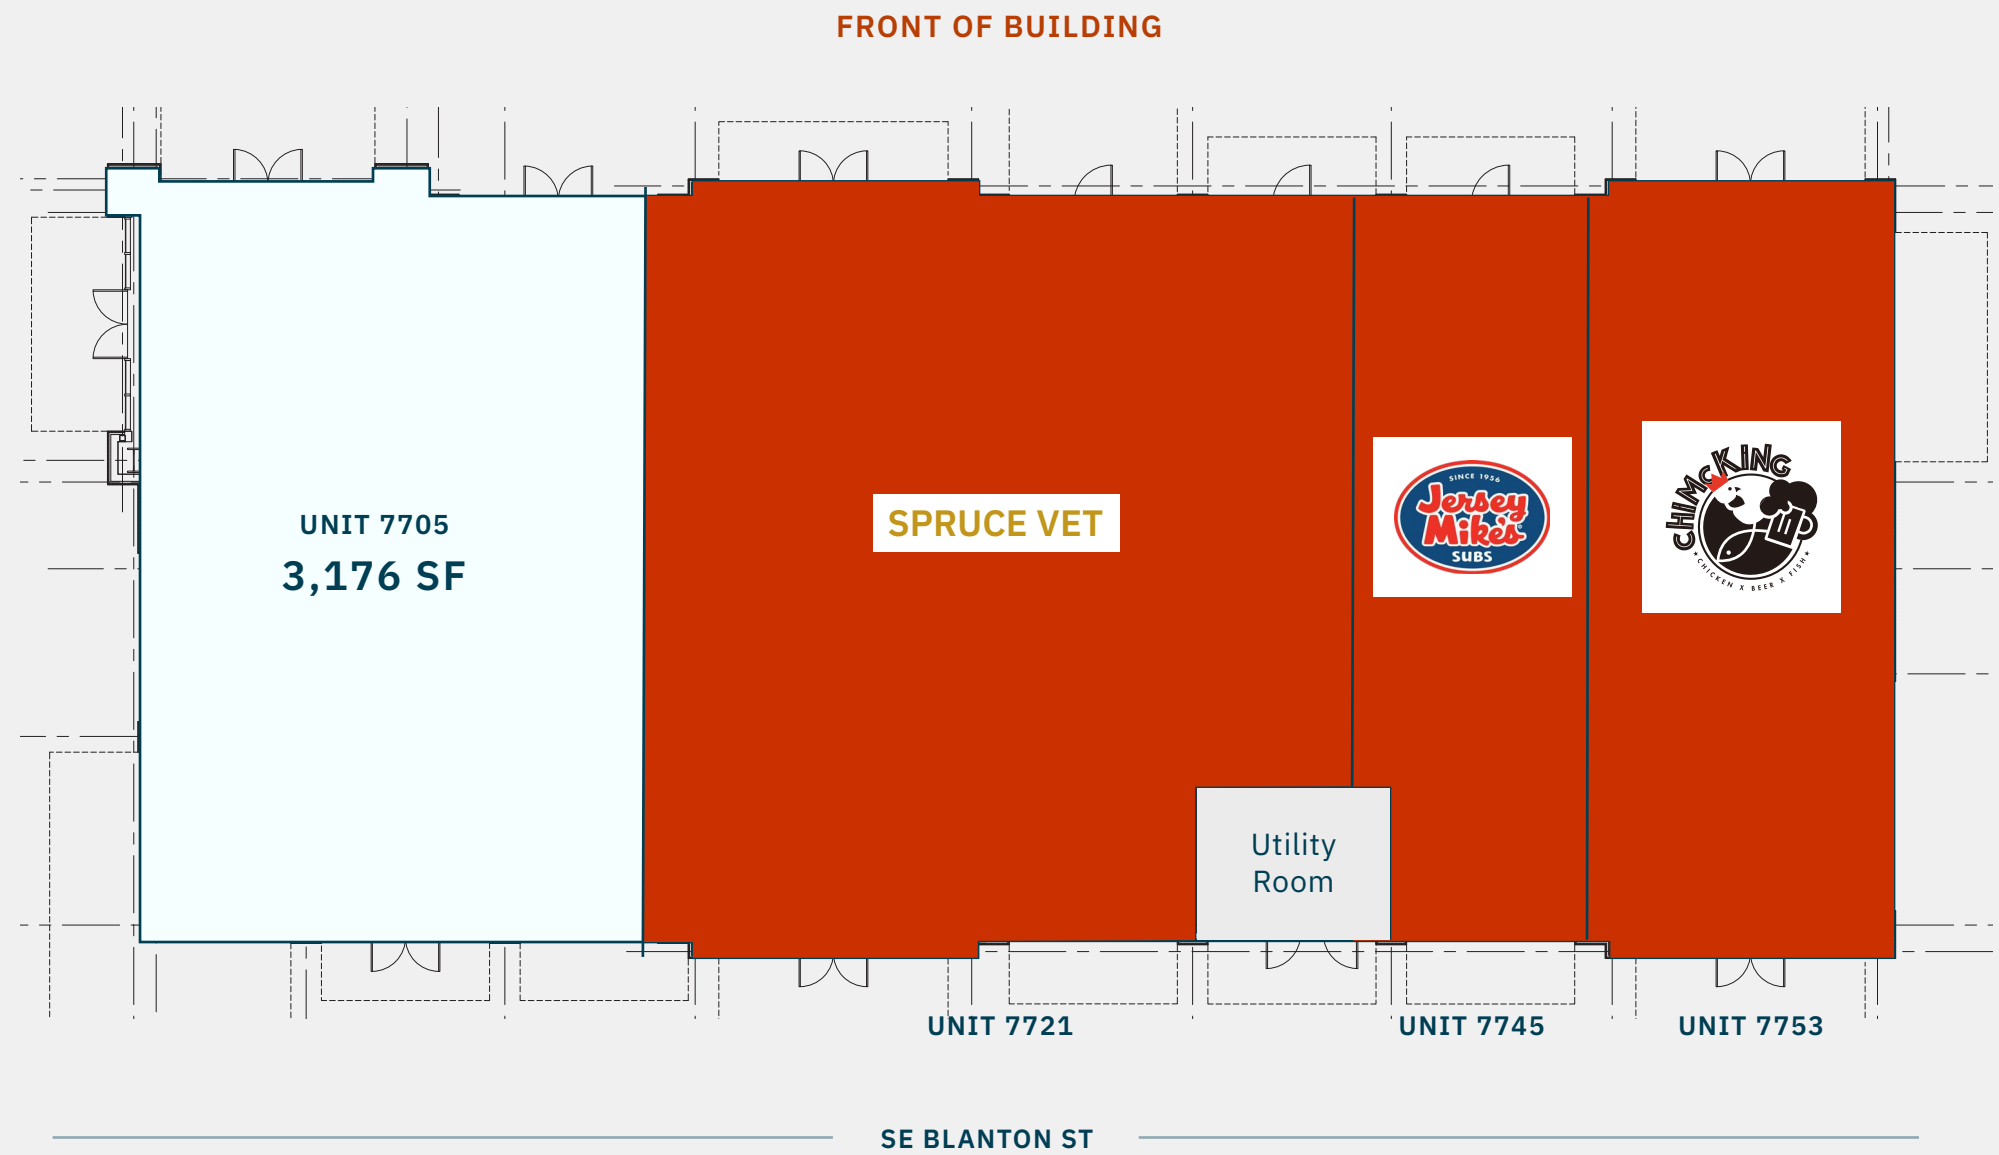 FRONT OF BUILDING
UNIT 7705
3,176 SF
SPRUCE VET
SINCE 1956
Jersey
Mike's
SUBS
CHIMcKING
★ CHICKEN X BEER X FISH ★
Utility
Room
UNIT 7721
UNIT 7745
UNIT 7753
SE BLANTON ST